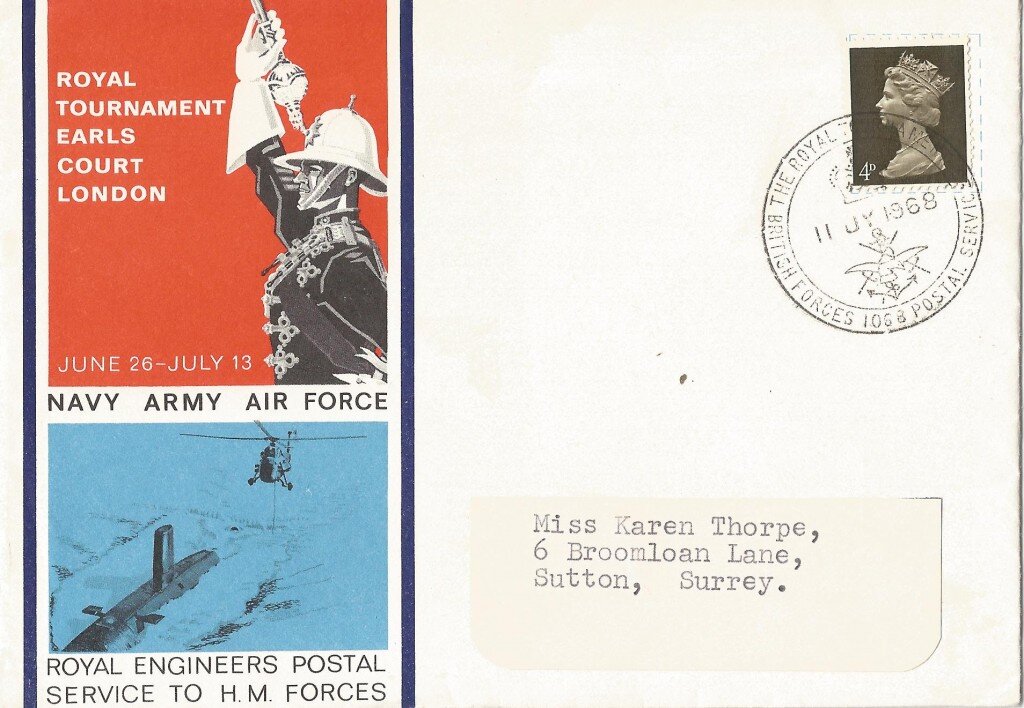 ROYAL
TOURNAMENT
EARLS
COURT
LONDON
JUNE 26-JULY 13
NAVY ARMY AIR FORCE
ROYAL ENGINEERS POSTAL
SERVICE TO H.M. FORCES
4D
THE ROYAL
11 JY 1968
BRITISH FORCES 1068 POSTAL SERVICE
Miss Karen Thorpe,
6 Broomloan Lane,
Sutton, Surrey.